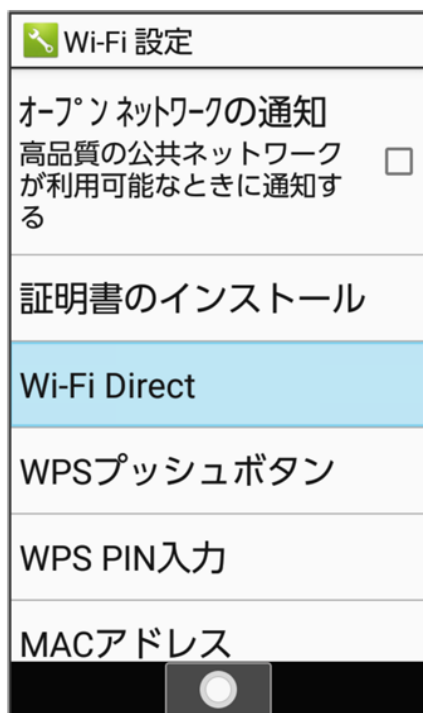 Wi-Fi 設定
オープン ネットワークの通知
高品質の公共ネットワーク
が利用可能なときに通知す
る
証明書のインストール
Wi-Fi Direct
WPSプッシュボタン
WPS PIN入力
MACアドレス